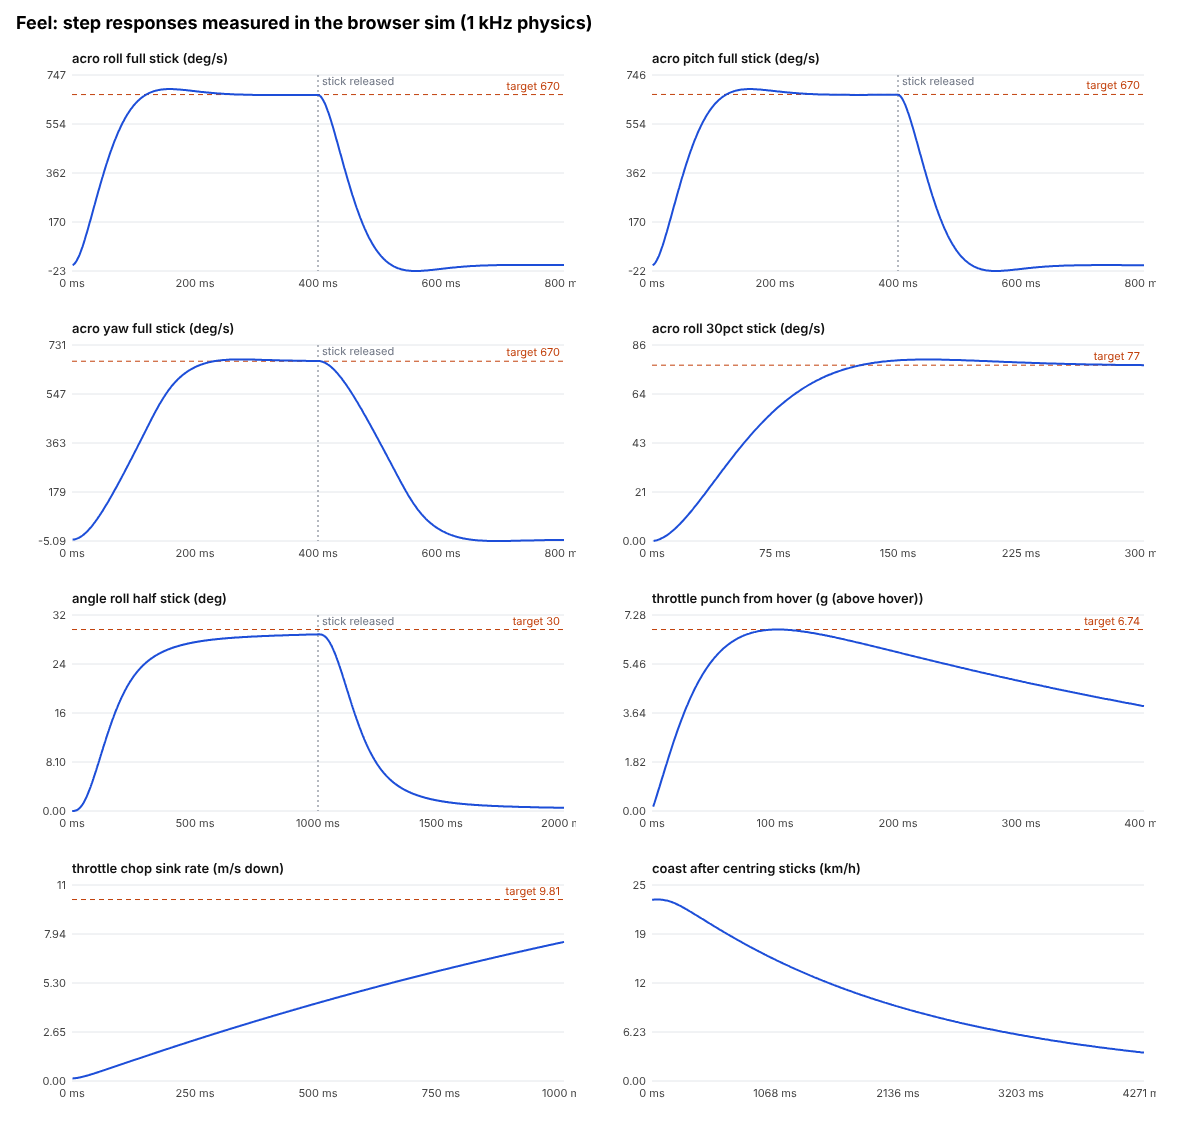 Feel: step responses measured in the browser sim (1 kHz physics)
acro roll full stick (deg/s)
747
554
362
170
-23
stick released
target 670
0 ms
200 ms
400 ms
600 ms
800 m
acro pitch full stick (deg/s)
746
554
362
170
-22
stick released
target 670
0 ms
200 ms
400 ms
600 ms
800 m
acro yaw full stick (deg/s)
731
547
363
179
-5.09
stick released
target 670
0 ms
200 ms
400 ms
600 ms
800 m
acro roll 30pct stick (deg/s)
86
64
43
21
0.00
target 77
0 ms
75 ms
150 ms
225 ms
300 m
angle roll half stick (deg)
32
24
16
8.10
0.00
stick released
target 30
0 ms
500 ms
1000 ms
1500 ms
2000 m
throttle punch from hover (g (above hover))
7.28
5.46
3.64
1.82
0.00
target 6.74
0 ms
100 ms
200 ms
300 ms
400 m
throttle chop sink rate (m/s down)
11
7.94
5.30
2.65
0.00
target 9.81
0 ms
250 ms
500 ms
750 ms
1000 m
coast after centring sticks (km/h)
25
19
12
6.23
0.00
0 ms
1068 ms
2136 ms
3203 ms
4271 m